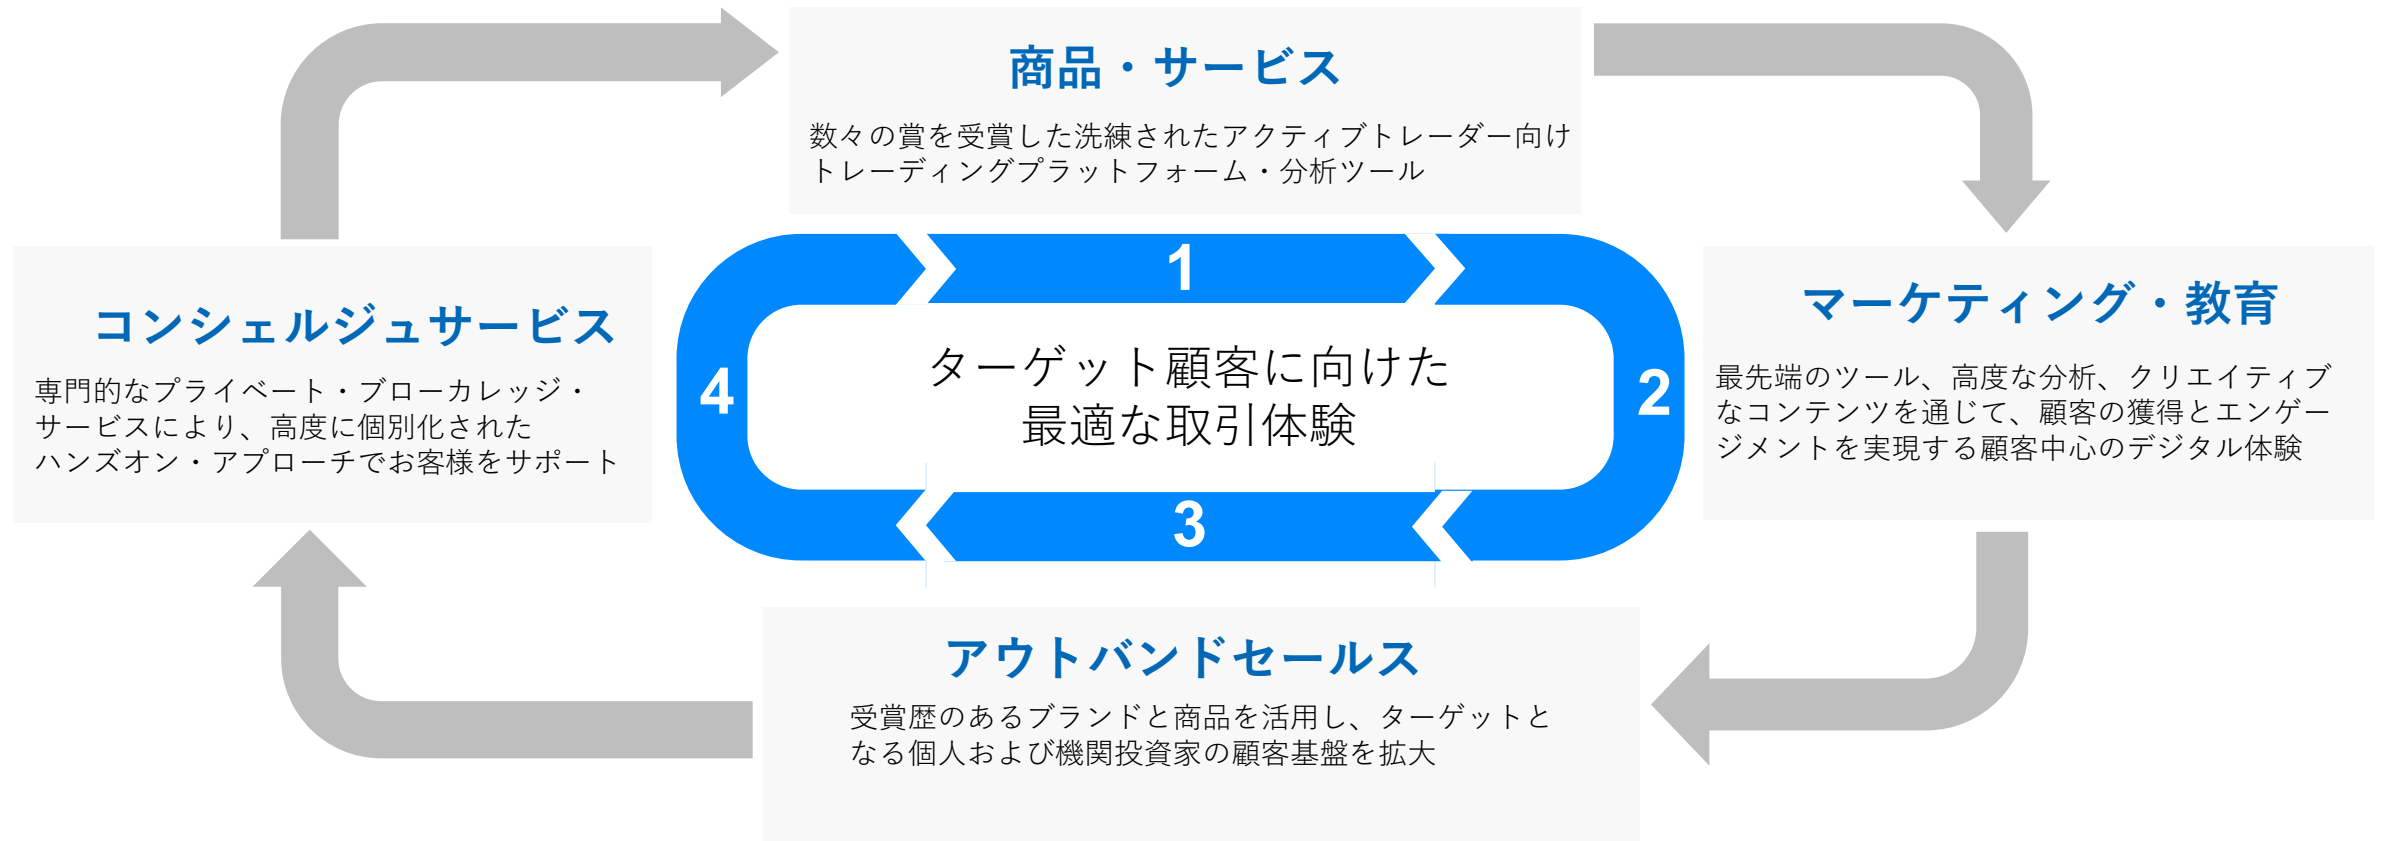 商品・サービス
数々の賞を受賞した洗練されたアクティブトレーダー向け
トレーディングプラットフォーム・分析ツール
1
マーケティング・教育
最先端のツール、高度な分析、クリエイティブ
なコンテンツを通じて、顧客の獲得とエンゲー
ジメントを実現する顧客中心のデジタル体験
2
アウトバンドセールス
受賞歴のあるブランドと商品を活用し、ターゲットと
なる個人および機関投資家の顧客基盤を拡大
3
コンシェルジュサービス
専門的なプライベート・ブローカレッジ・
サービスにより、高度に個別化された
ハンズオン・アプローチでお客様をサポート
4
ターゲット顧客に向けた
最適な取引体験